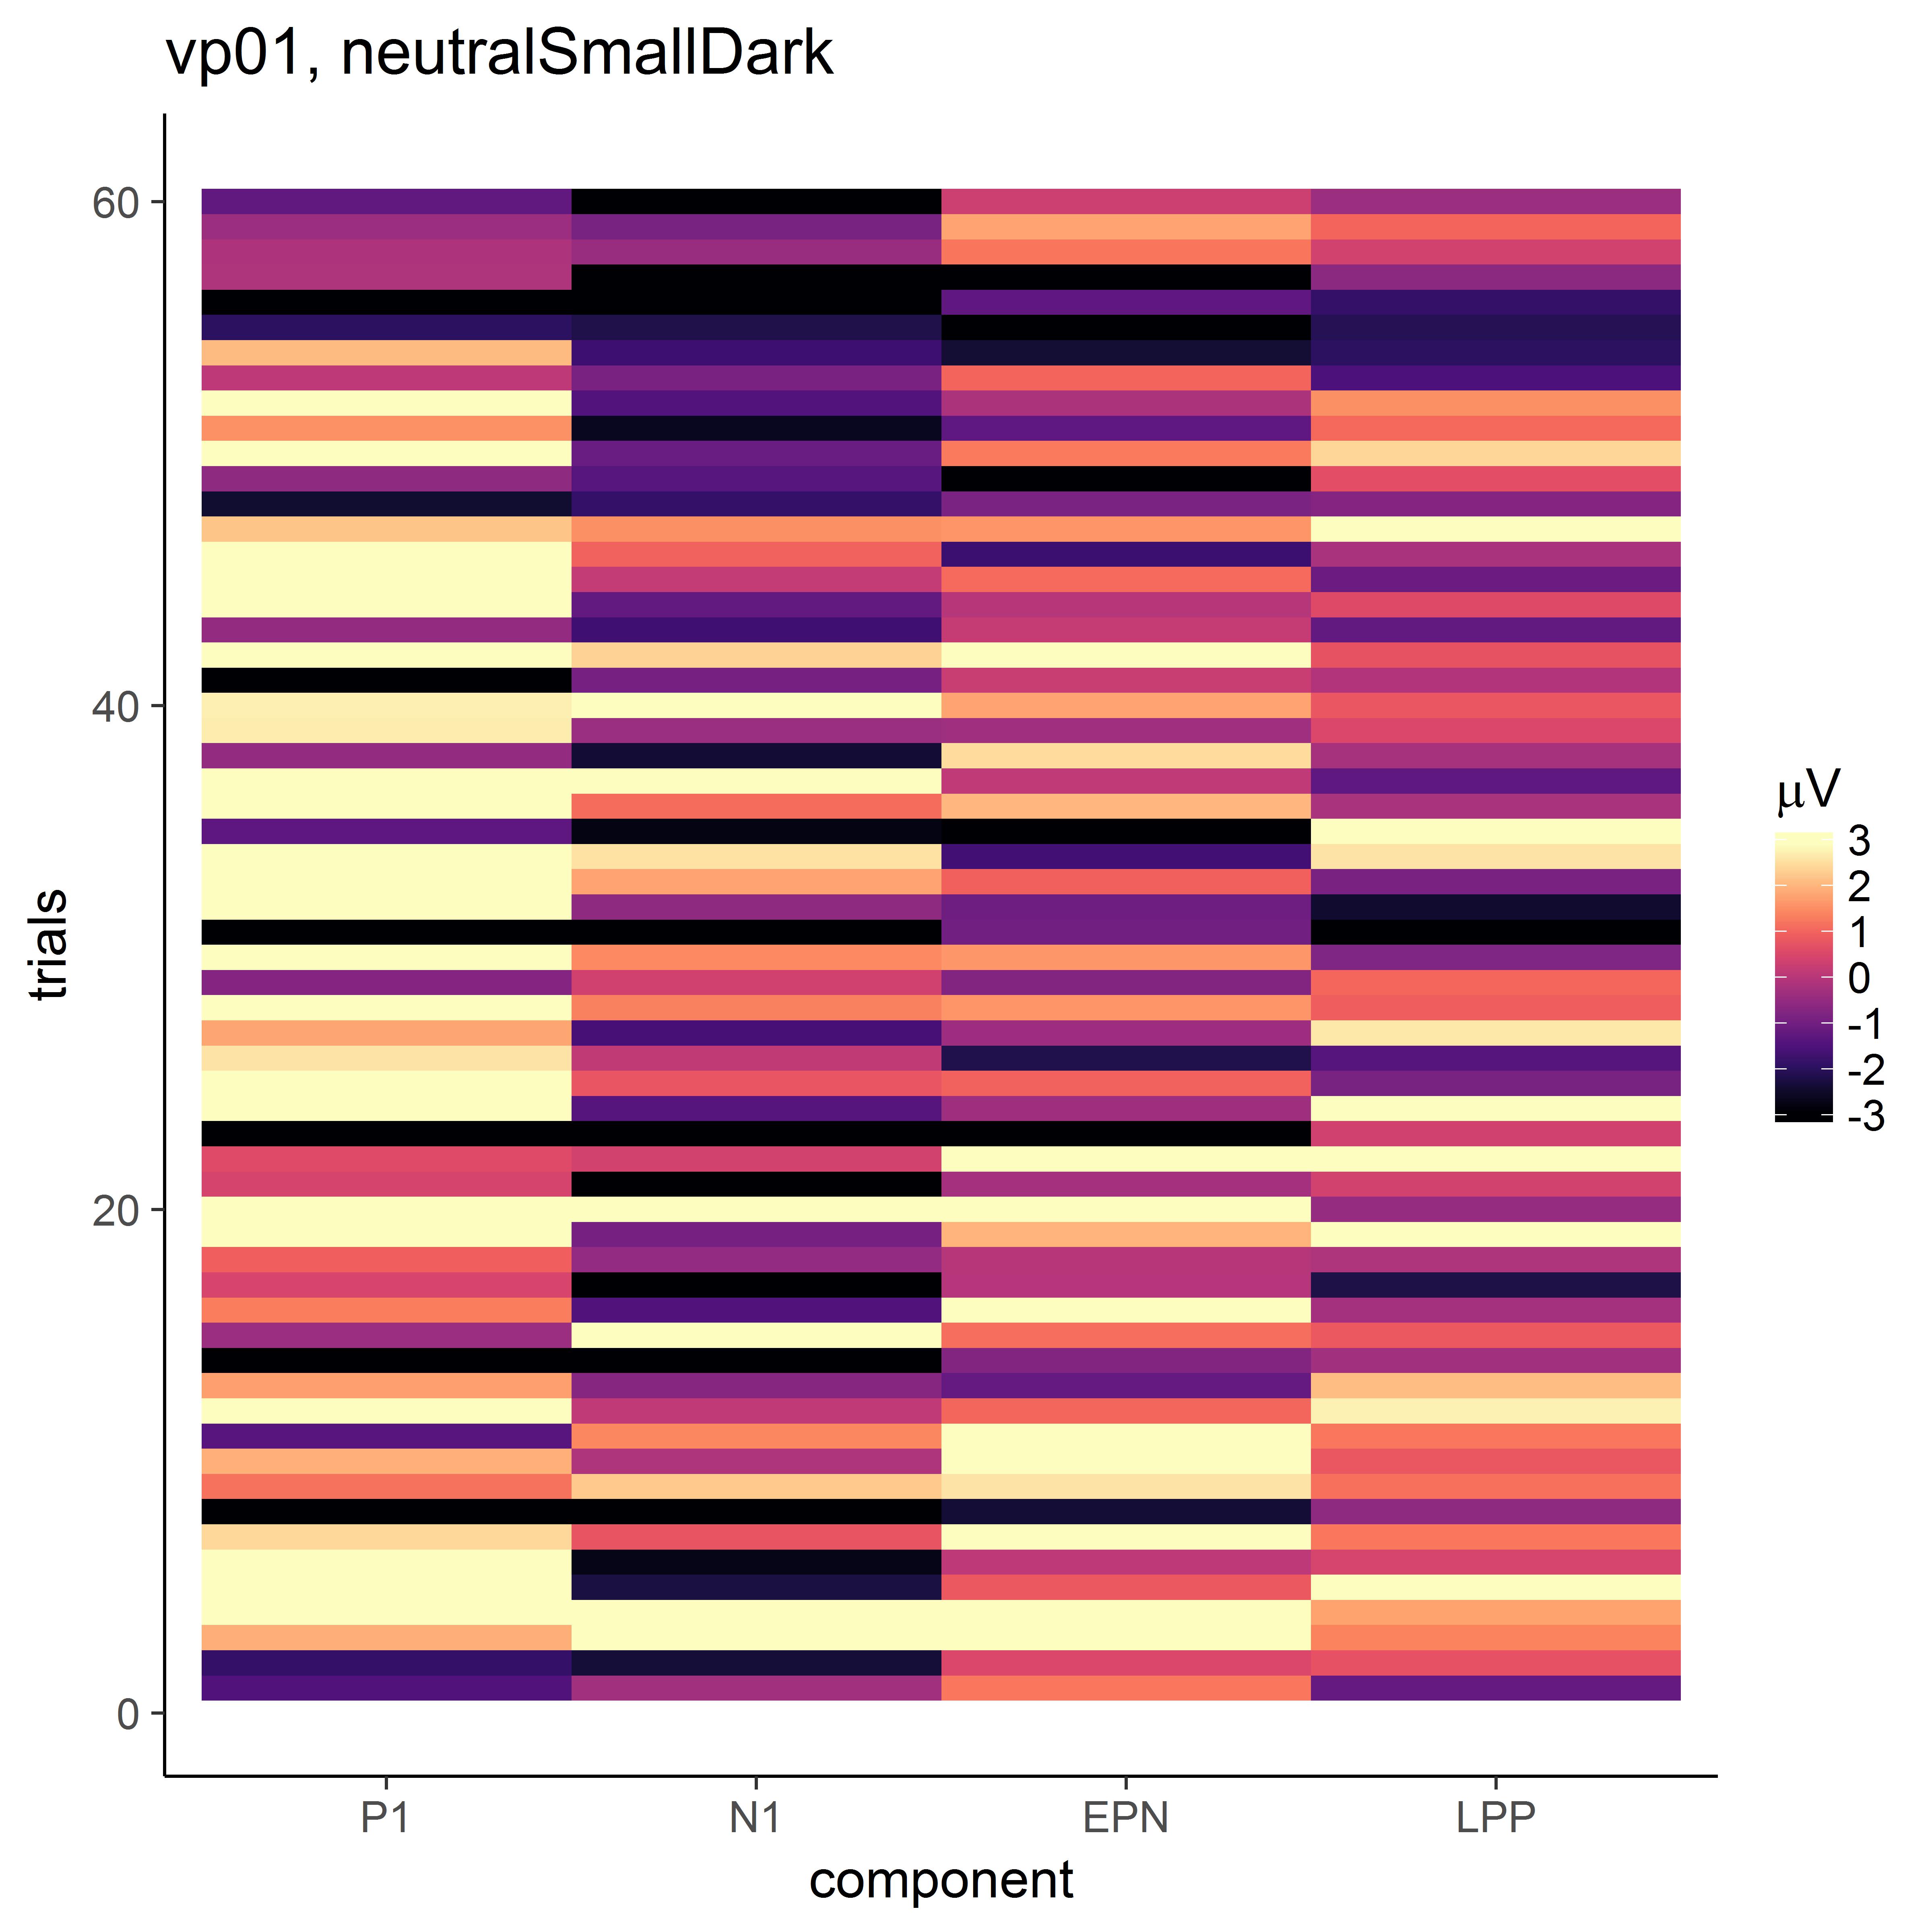 vp01, neutralSmallDark
60
40
20
0
trials
P1 N1 EPN LPP
component
μV
3
2
1
0
-1
-2
-3